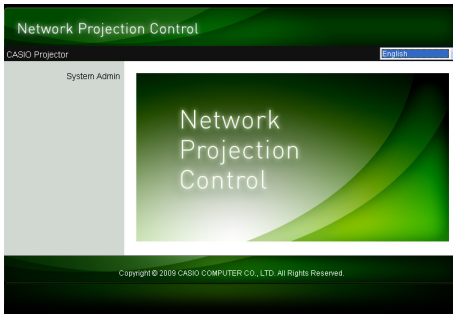 Network Projection Control
CASIO Projector
English
System Admin
Network
Projection
Control
Copyright © 2009 CASIO COMPUTER CO., LTD. All Rights Reserved.